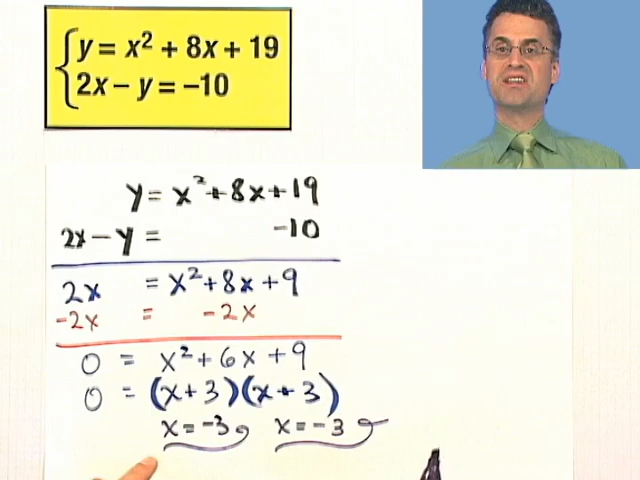 y = x² + 8x + 19
2x – y = –10
y = x² + 8x + 19
2x - y = -10
2x = x² + 8x + 9
-2x = -2x
0 = x² + 6x + 9
0 = (x + 3)(x + 3)
x = -3 x = -3